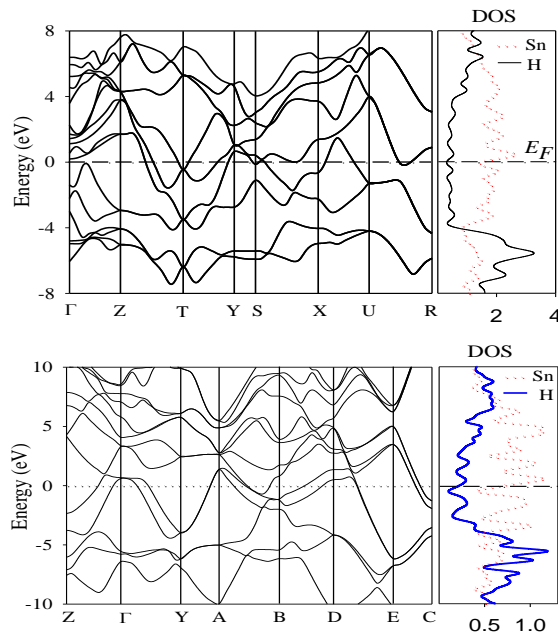 DOS
8
4
0
-4
-8
Energy (eV)
Γ Z T Y S X U R
Sn
H
E_F
2 4
DOS
10
5
0
-5
-10
Energy (eV)
Z Γ Y A B D E C
Sn
H
0.5 1.0